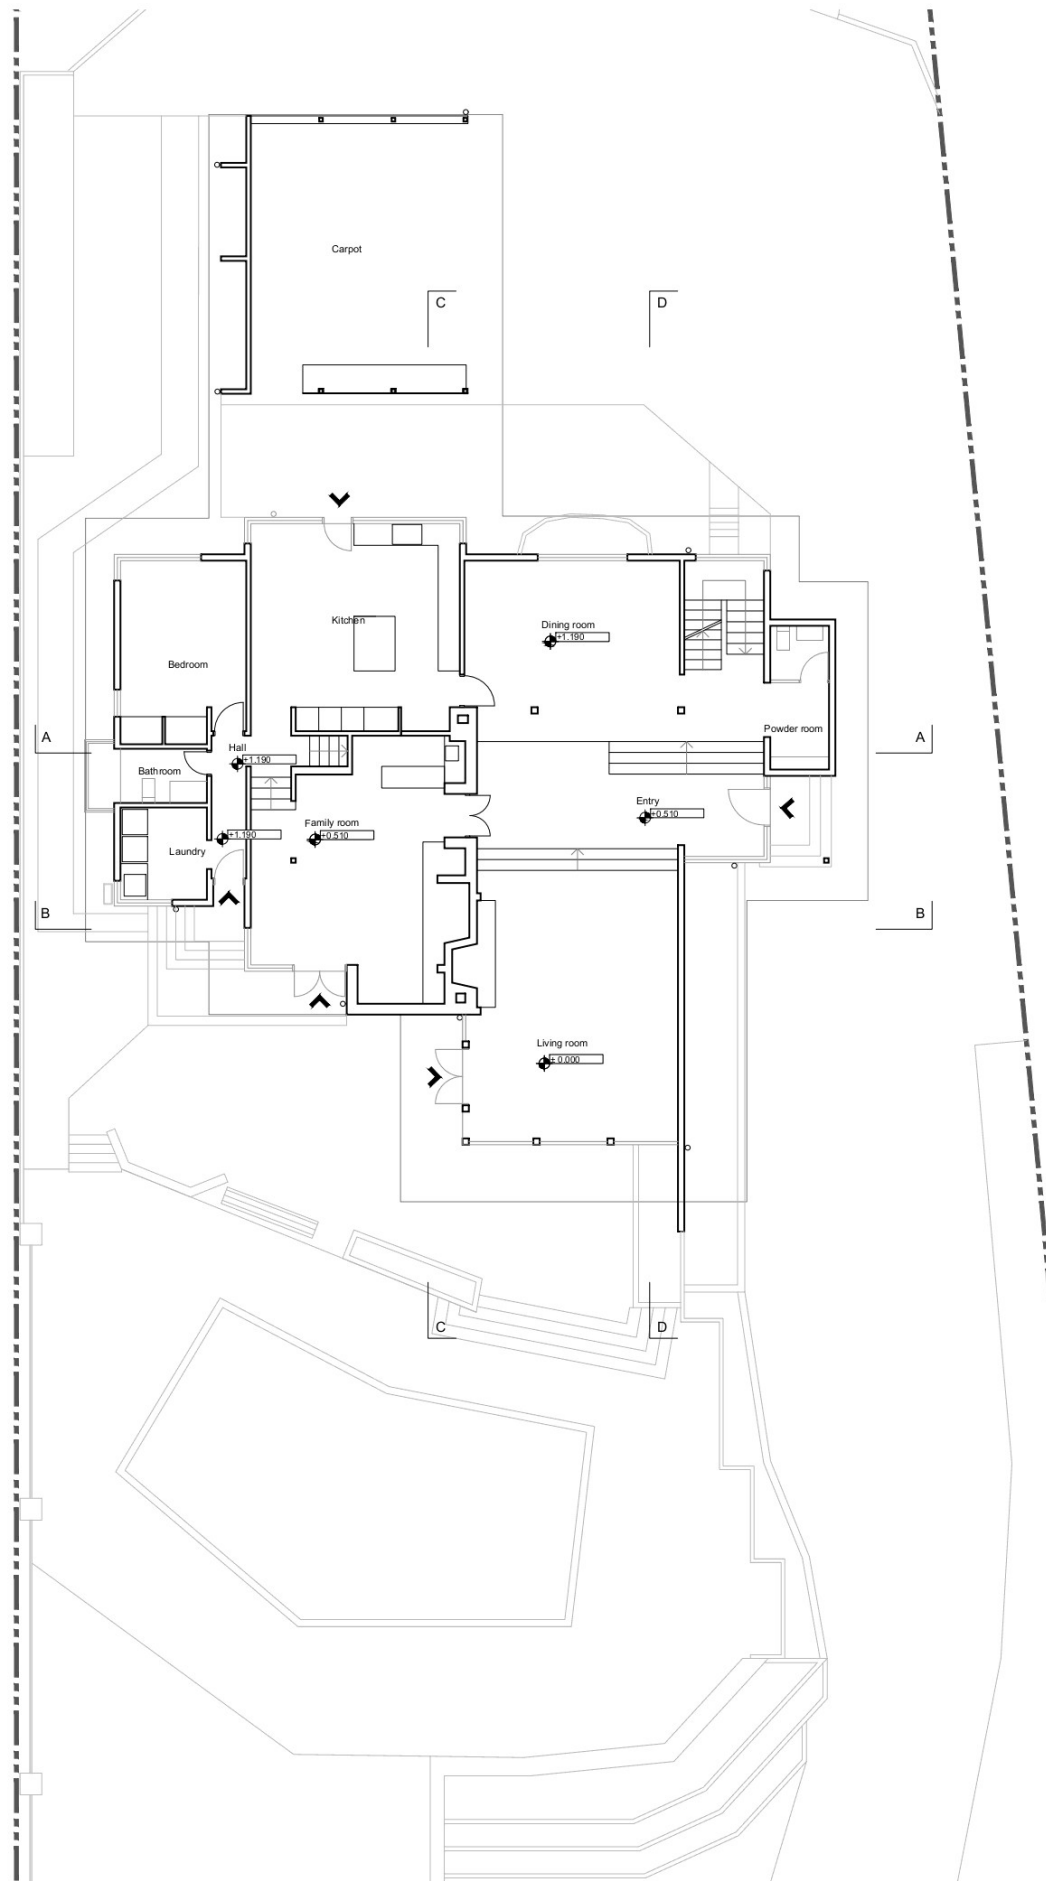 Carpot
C
D
Kitchen
Dining room
+1.190
Bedroom
Powder room
A
A
Hall
+1.190
Bathroom
Entry
+0.510
Family room
+0.510
+1.190
Laundry
B
B
Living room
± 0.000
C
D